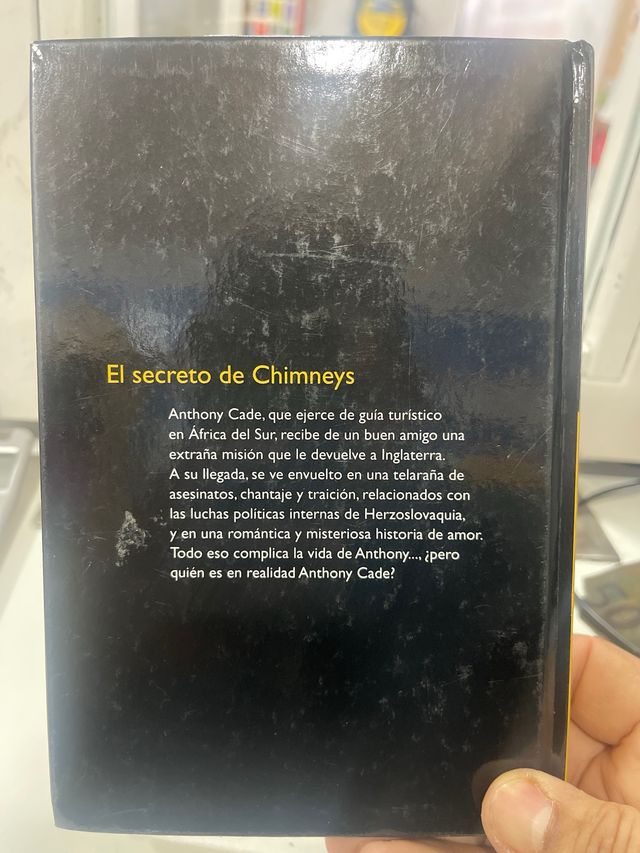 El secreto de Chimneys
Anthony Cade, que ejerce de guía turístico
en África del Sur, recibe de un buen amigo una
extraña misión que le devuelve a Inglaterra.
A su llegada, se ve envuelto en una telaraña de
asesinatos, chantaje y traición, relacionados con
las luchas políticas internas de Herzoslovaquia,
y en una romántica y misteriosa historia de amor.
Todo eso complica la vida de Anthony..., ¿pero
quién es en realidad Anthony Cade?